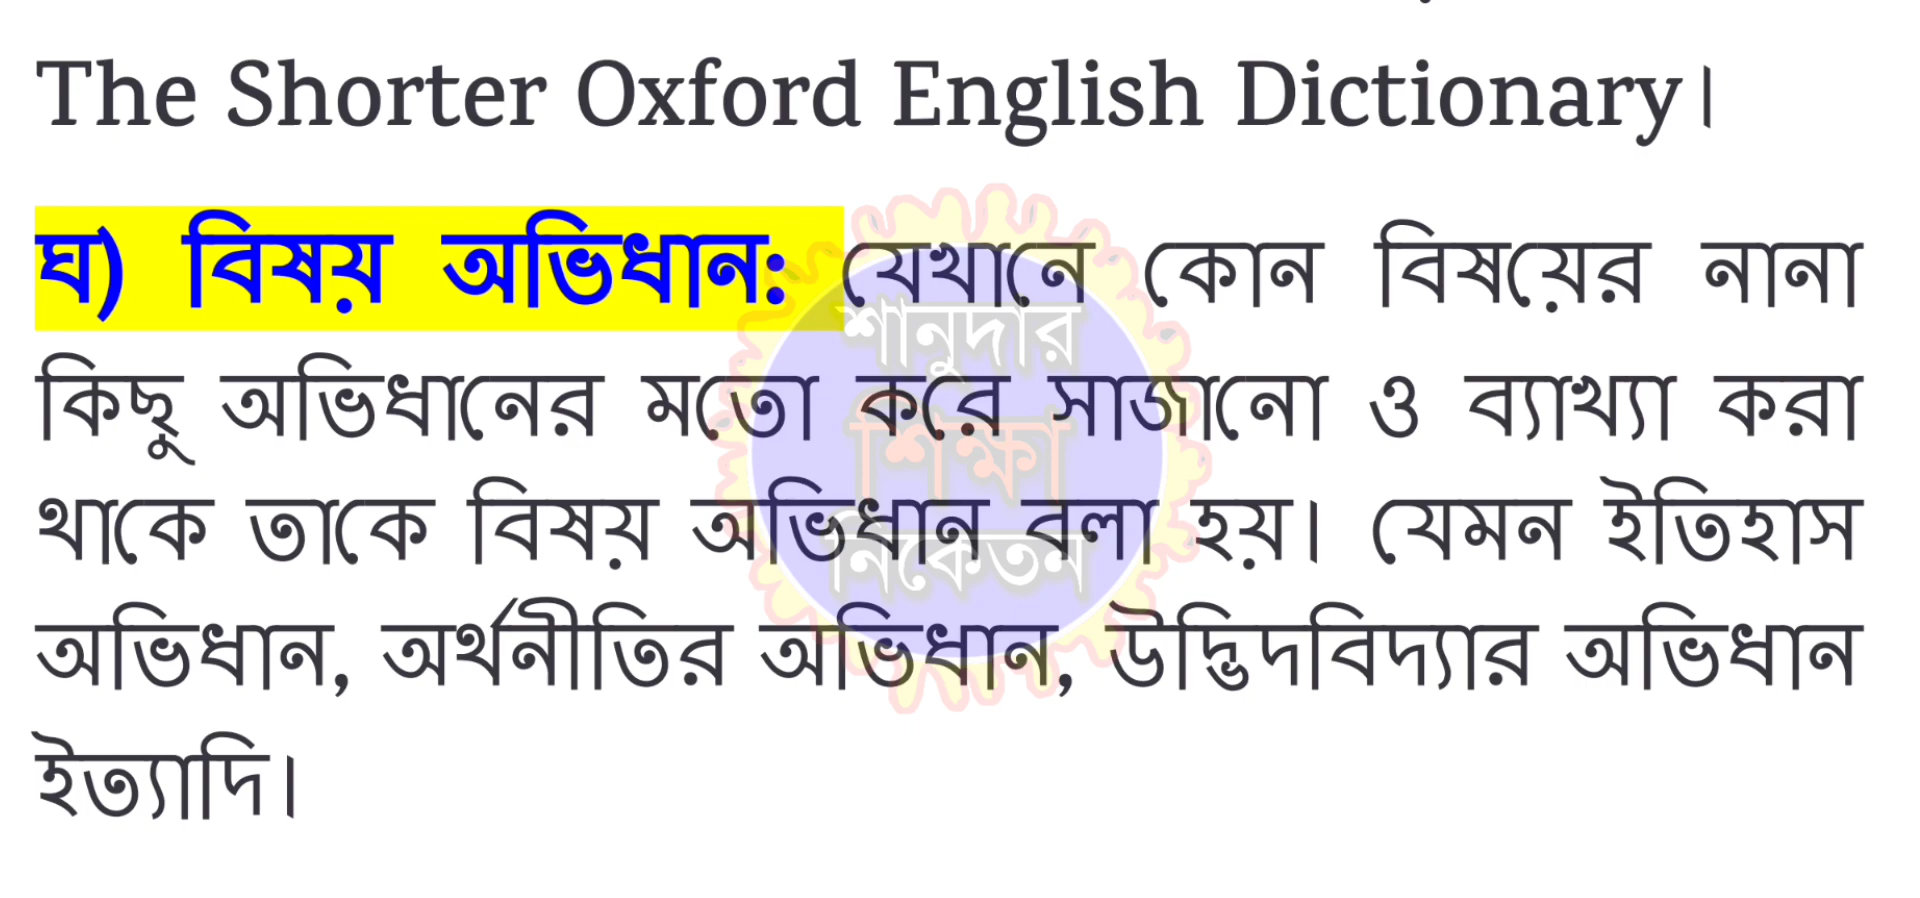 The Shorter Oxford English Dictionary।
ঘ) বিষয় অভিধান: যেখানে কোন বিষয়ের নানা
কিছু অভিধানের মতো করে সাজানো ও ব্যাখ্যা করা
থাকে তাকে বিষয় অভিধান বলা হয়। যেমন ইতিহাস
অভিধান, অর্থনীতির অভিধান, উদ্ভিদবিদ্যার অভিধান
ইত্যাদি।
শানুদার
শিক্ষা
নিকেতন